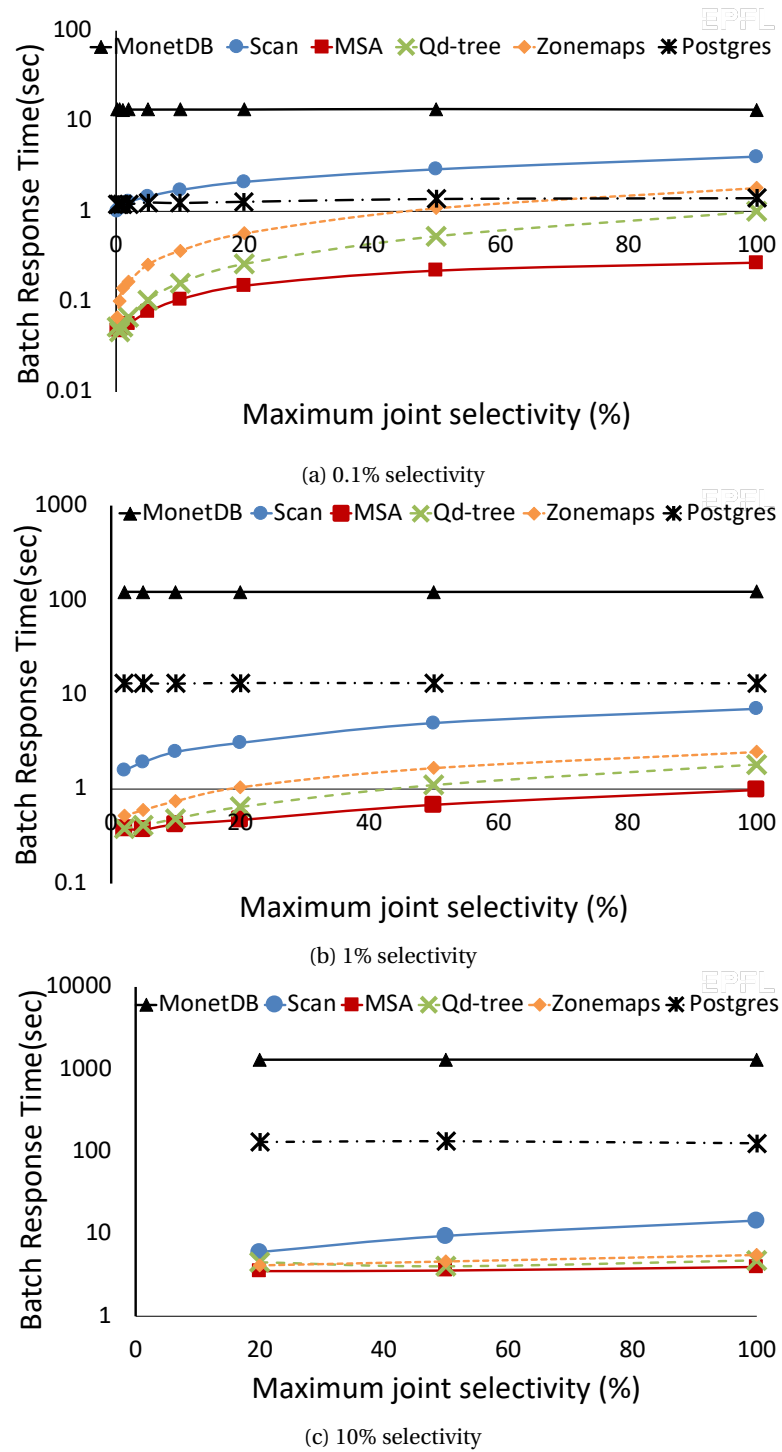 EPFL
100
MonetDB Scan MSA Qd-tree Zonemaps Postgres
10
1
0 20 40 60 80 100
0.1
0.01
Batch Response Time(sec)
Maximum joint selectivity (%)
(a) 0.1% selectivity
EPFL
1000
MonetDB Scan MSA Qd-tree Zonemaps Postgres
100
10
1
0 20 40 60 80 100
0.1
Batch Response Time(sec)
Maximum joint selectivity (%)
(b) 1% selectivity
EPFL
10000
MonetDB Scan MSA Qd-tree Zonemaps Postgres
1000
100
10
1
0 20 40 60 80 100
Batch Response Time(sec)
Maximum joint selectivity (%)
(c) 10% selectivity